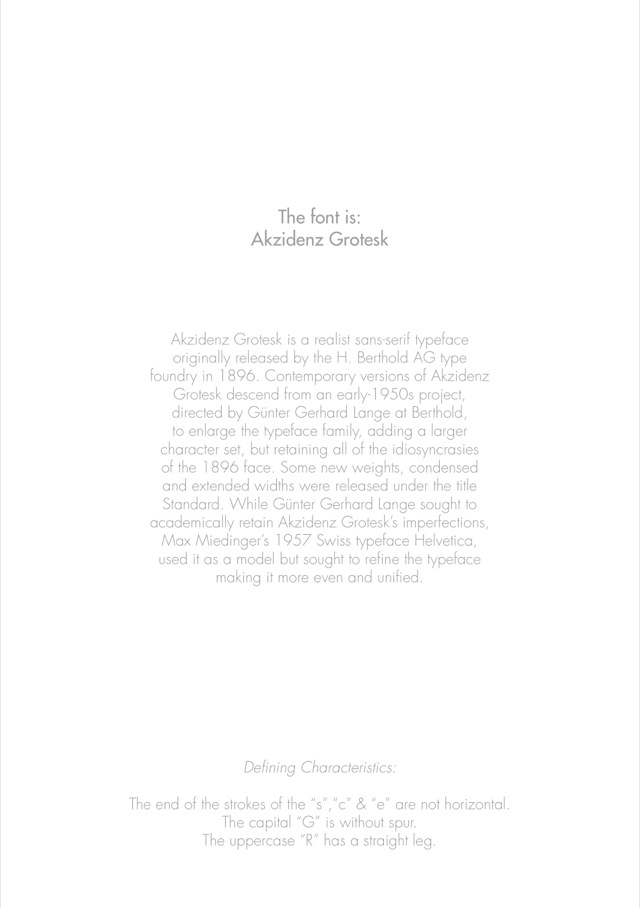 The font is:
Akzidenz Grotesk
Akzidenz Grotesk is a realist sans-serif typeface
originally released by the H. Berthold AG type
foundry in 1896. Contemporary versions of Akzidenz
Grotesk descend from an early-1950s project,
directed by Günter Gerhard Lange at Berthold,
to enlarge the typeface family, adding a larger
character set, but retaining all of the idiosyncrasies
of the 1896 face. Some new weights, condensed
and extended widths were released under the title
Standard. While Günter Gerhard Lange sought to
academically retain Akzidenz Grotesk's imperfections,
Max Miedinger's 1957 Swiss typeface Helvetica,
used it as a model but sought to refine the typeface
making it more even and unified.
Defining Characteristics:
The end of the strokes of the “s”,“c” & “e” are not horizontal.
The capital “G” is without spur.
The uppercase “R” has a straight leg.